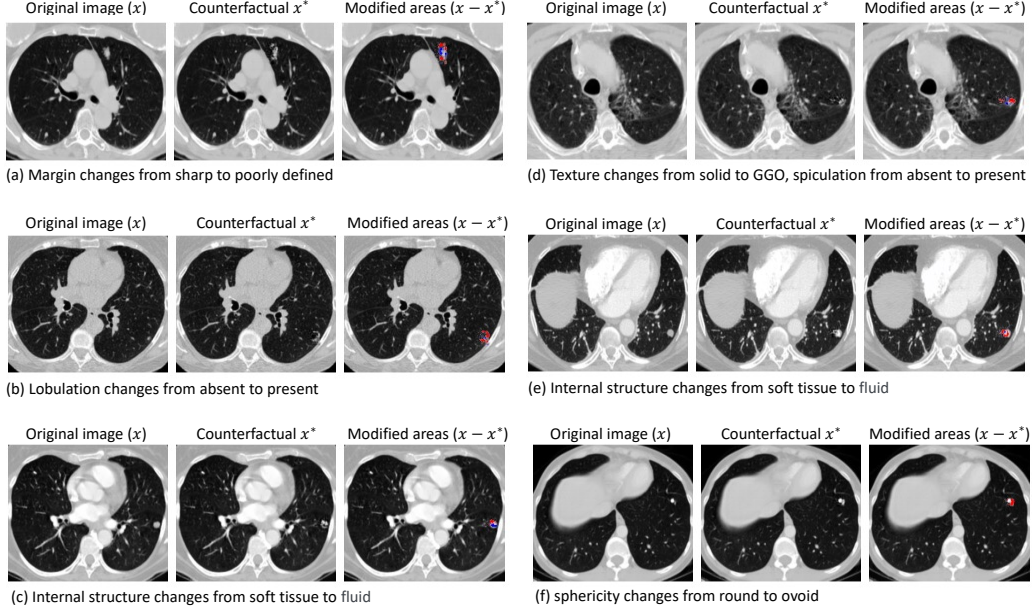 Original image (x) Counterfactual x* Modified areas (x − x*)
(a) Margin changes from sharp to poorly defined
Original image (x) Counterfactual x* Modified areas (x − x*)
(d) Texture changes from solid to GGO, spiculation from absent to present
Original image (x) Counterfactual x* Modified areas (x − x*)
(b) Lobulation changes from absent to present
Original image (x) Counterfactual x* Modified areas (x − x*)
(e) Internal structure changes from soft tissue to fluid
Original image (x) Counterfactual x* Modified areas (x − x*)
(c) Internal structure changes from soft tissue to fluid
Original image (x) Counterfactual x* Modified areas (x − x*)
(f) sphericity changes from round to ovoid